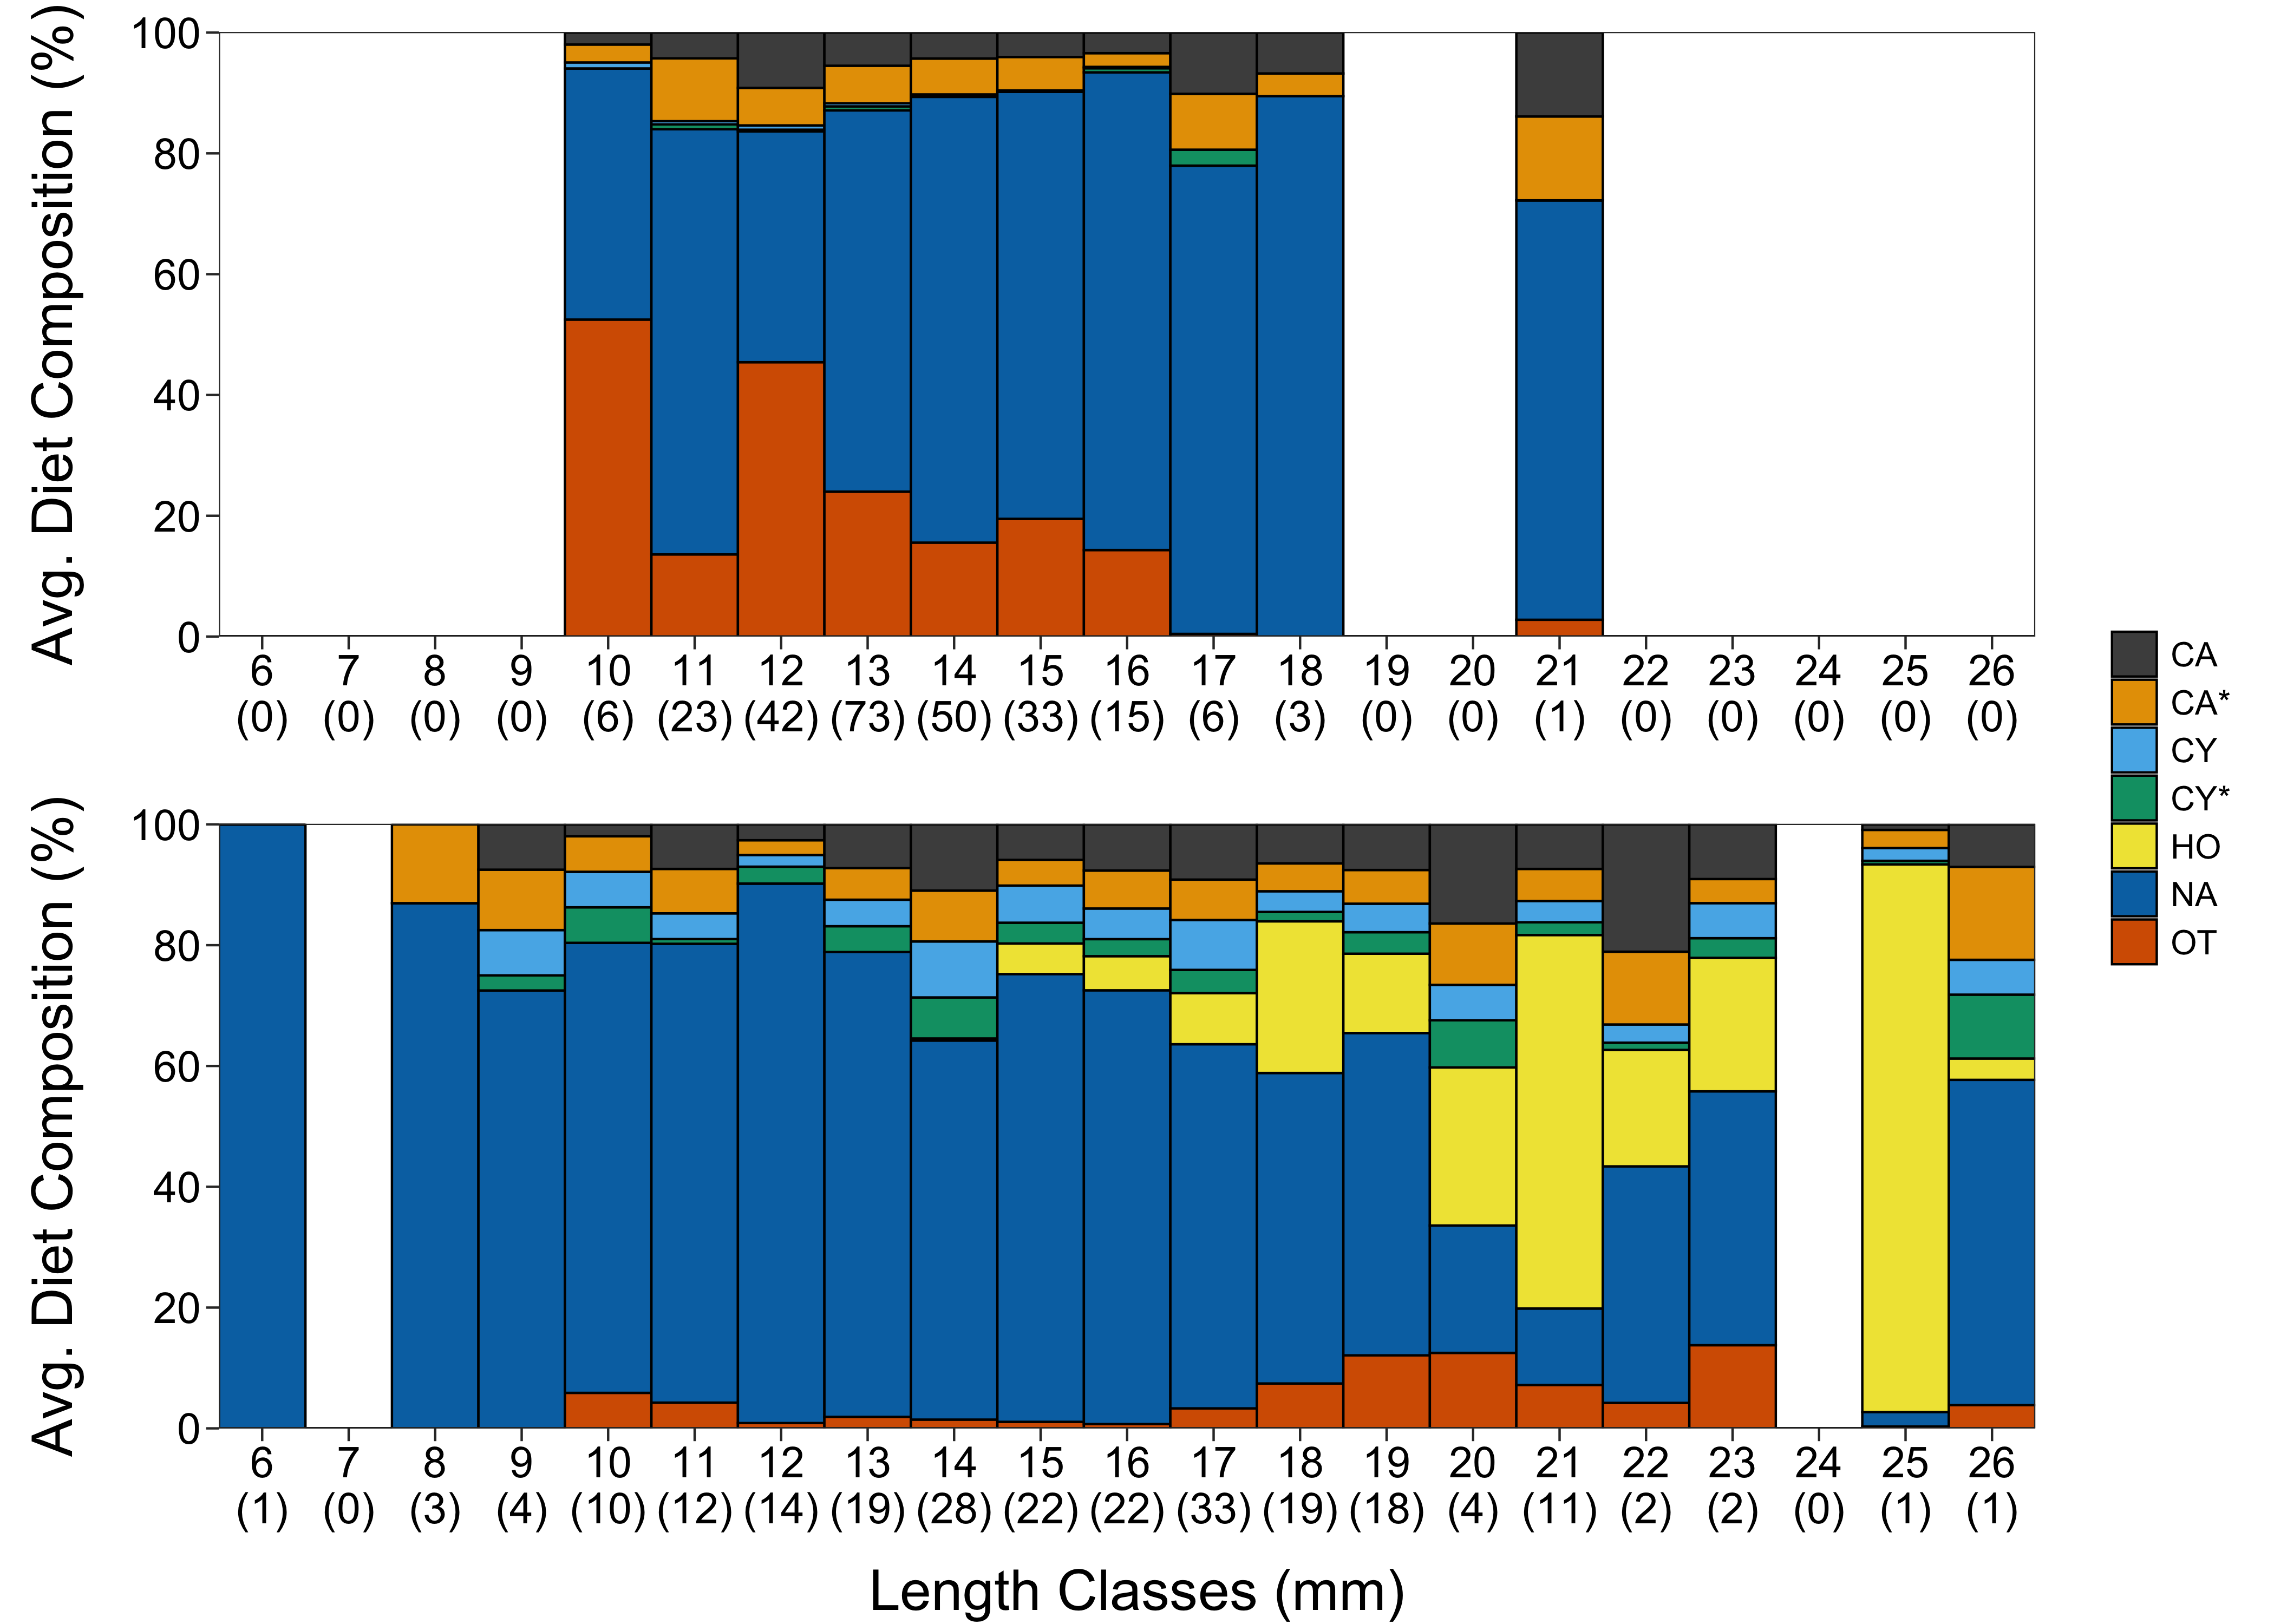 Avg. Diet Composition (%)
100
80
60
40
20
0
6 7 8 9 10 11 12 13 14 15 16 17 18 19 20 21 22 23 24 25 26
(0) (0) (0) (0) (6) (23) (42) (73) (50) (33) (15) (6) (3) (0) (0) (1) (0) (0) (0) (0) (0)
CA
CA*
CY
CY*
HO
NA
OT
Avg. Diet Composition (%)
100
80
60
40
20
0
6 7 8 9 10 11 12 13 14 15 16 17 18 19 20 21 22 23 24 25 26
(1) (0) (3) (4) (10) (12) (14) (19) (28) (22) (22) (33) (19) (18) (4) (11) (2) (2) (0) (1) (1)
Length Classes (mm)